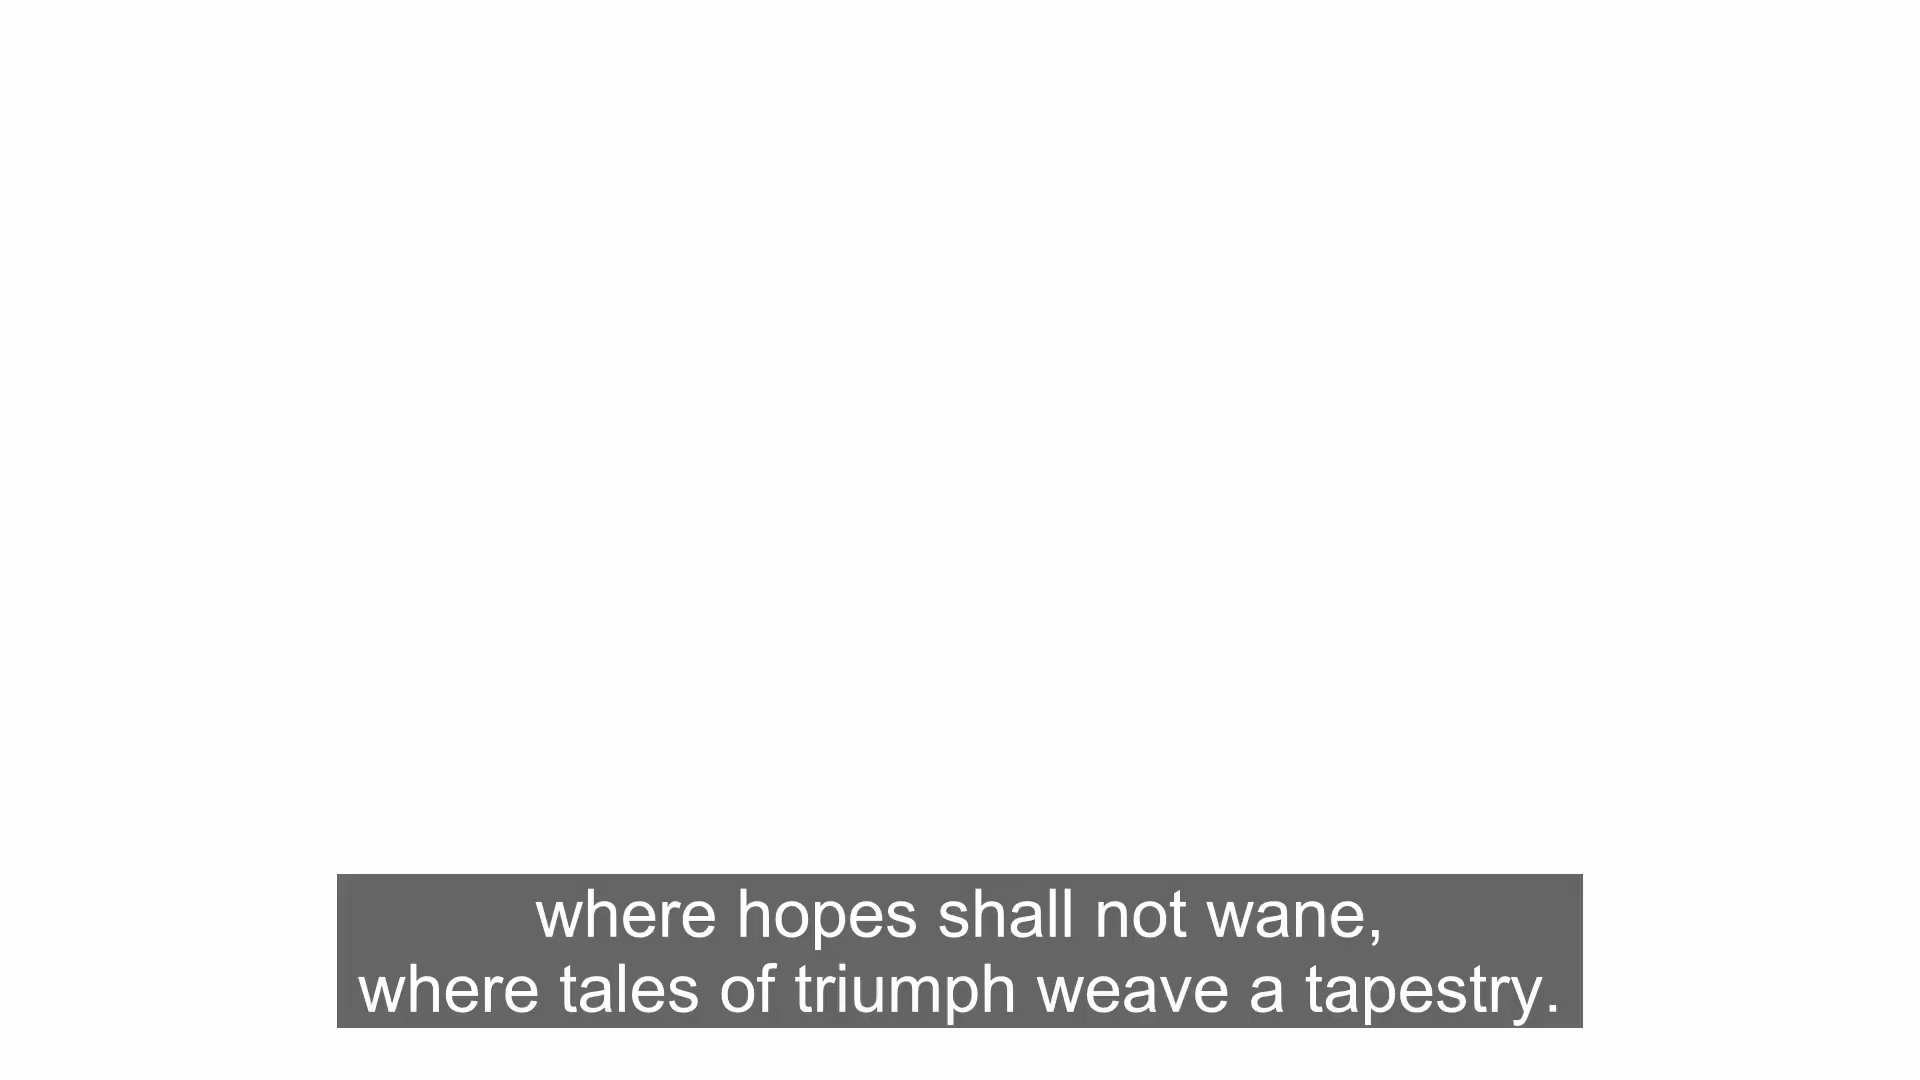 where hopes shall not wane,
where tales of triumph weave a tapestry.